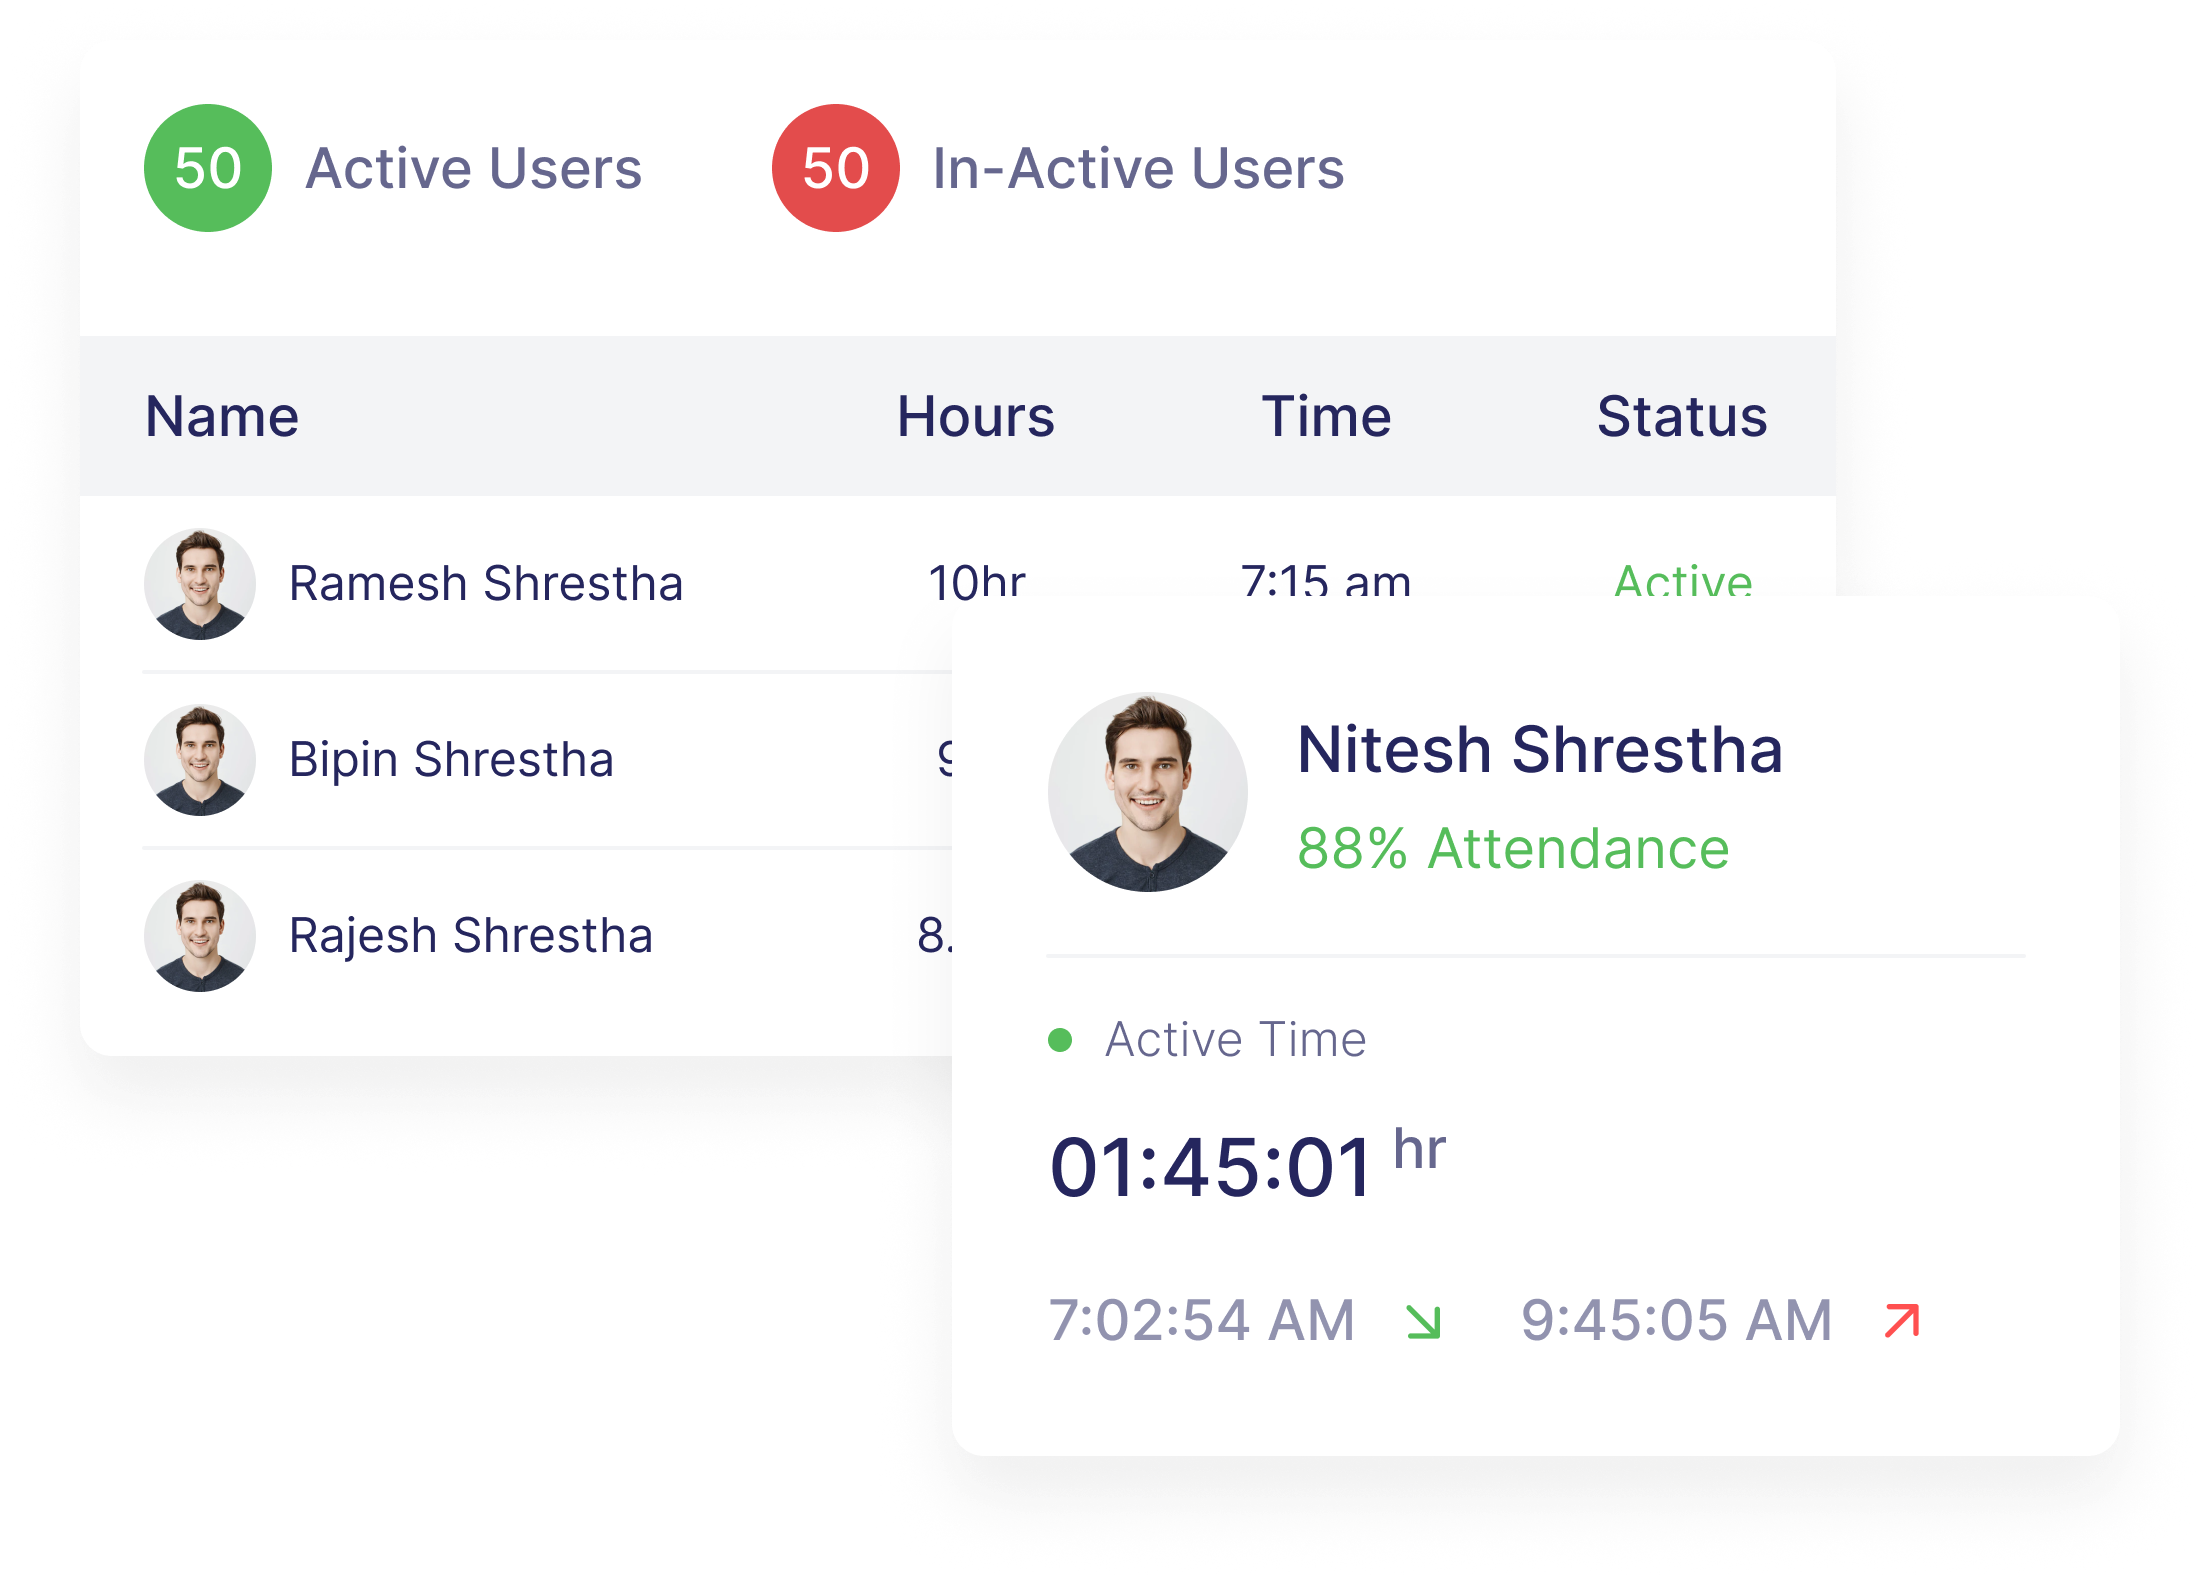 50 Active Users 50 In-Active Users
Name Hours Time Status
Ramesh Shrestha 10hr 7:15 am Active
Bipin Shrestha
Rajesh Shrestha 8.
Nitesh Shrestha
88% Attendance
Active Time
01:45:01 hr
7:02:54 AM 9:45:05 AM